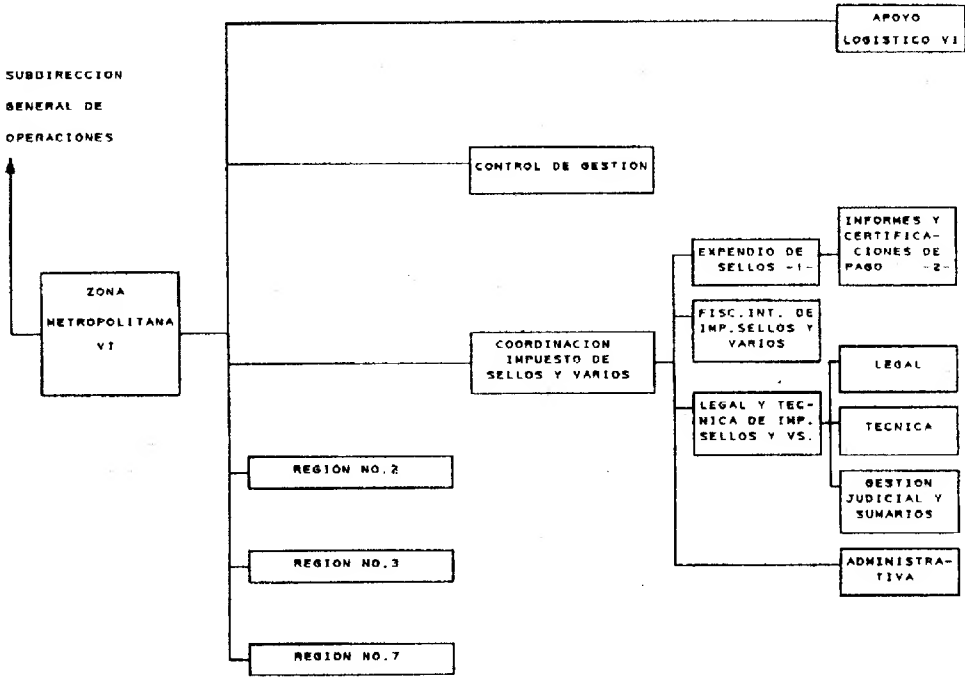 APOYO
LOGISTICO VI
SUBDIRECCION
GENERAL DE
OPERACIONES
CONTROL DE GESTION
EXPENDIO DE
SELLOS -1-
INFORMES Y
CERTIFICA-
CIONES DE
PAGO -2-
ZONA
METROPOLITANA
VI
FISC.INT. DE
IMP.SELLOS Y
VARIOS
COORDINACION
IMPUESTO DE
SELLOS Y VARIOS
LEGAL
LEGAL Y TEC-
NICA DE IMP.
SELLOS Y VS.
TECNICA
REGION NO.2
GESTION
JUDICIAL Y
SUMARIOS
REGION NO.3
ADMINISTRA-
TIVA
REGION NO.7